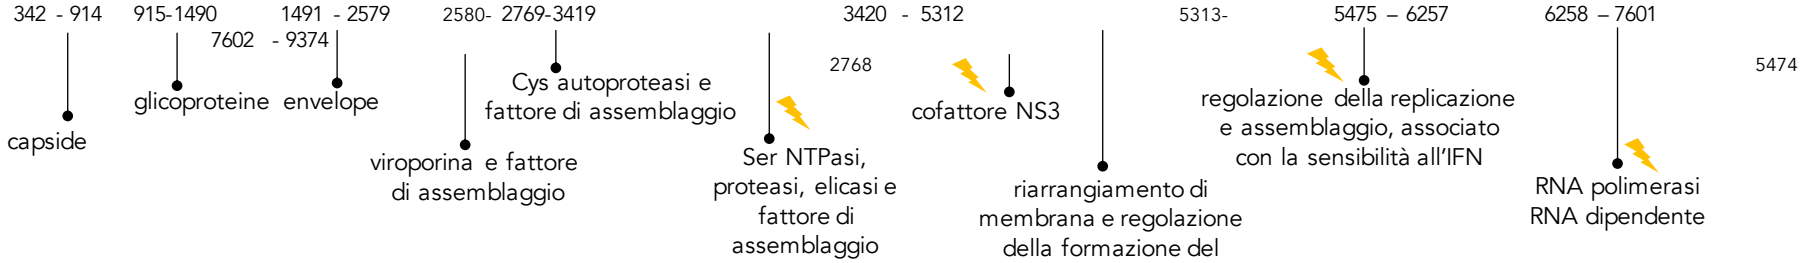 342 - 914 915-1490 1491 - 2579 2580- 2769-3419 3420 - 5312 5313- 5475 – 6257 6258 – 7601
7602 - 9374
2768 5474
capside
glicoproteine envelope
viroporina e fattore
di assemblaggio
Cys autoproteasi e
fattore di assemblaggio
Ser NTPasi,
proteasi, elicasi e
fattore di
assemblaggio
cofattore NS3
riarrangiamento di
membrana e regolazione
della formazione del
regolazione della replicazione
e assemblaggio, associato
con la sensibilità all’IFN
RNA polimerasi
RNA dipendente